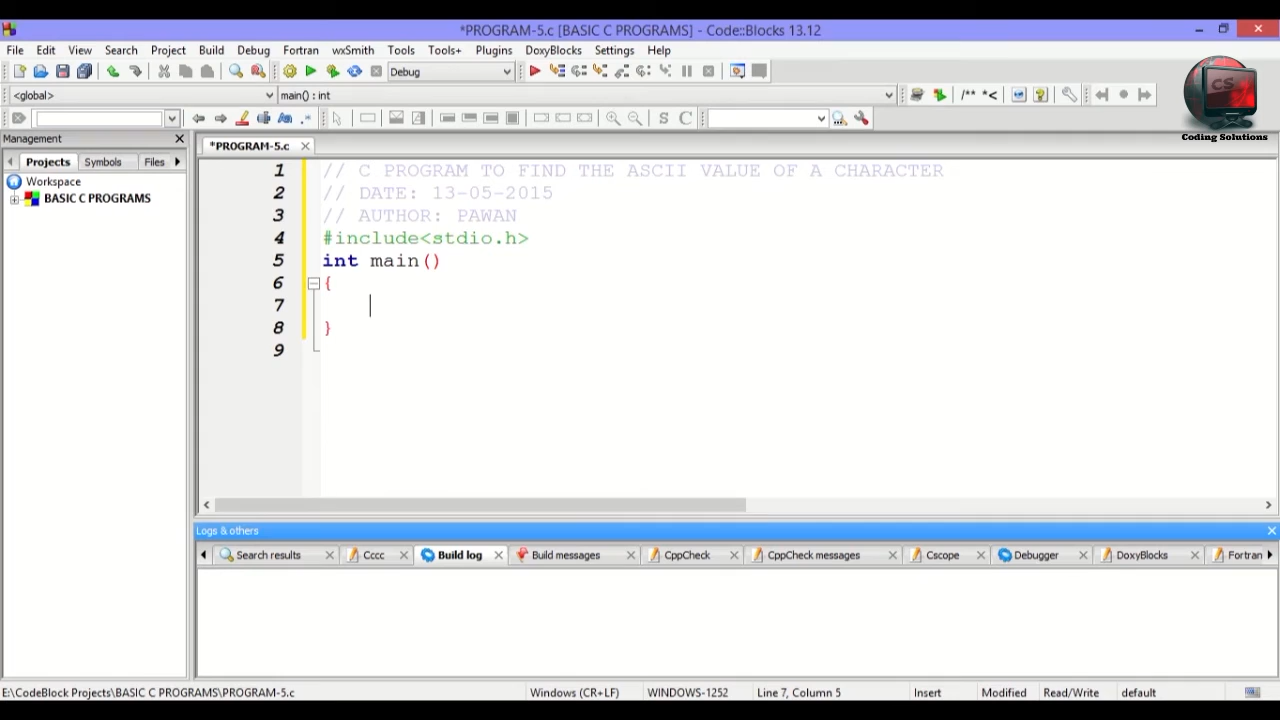 *PROGRAM-5.c [BASIC C PROGRAMS] - Code::Blocks 13.12
File Edit View Search Project Build Debug Fortran wxSmith Tools Tools+ Plugins DoxyBlocks Settings Help
Debug
<global> main() : int
/** *<
S C
CS
Coding Solutions
Management
*PROGRAM-5.c
Projects Symbols Files
Workspace
BASIC C PROGRAMS
1 // C PROGRAM TO FIND THE ASCII VALUE OF A CHARACTER
2 // DATE: 13-05-2015
3 // AUTHOR: PAWAN
4 #include<stdio.h>
5 int main()
6 {
7
8 }
9
Logs & others
Search results Cccc Build log Build messages CppCheck CppCheck messages Cscope Debugger DoxyBlocks Fortran
E:\CodeBlock Projects\BASIC C PROGRAMS\PROGRAM-5.c Windows (CR+LF) WINDOWS-1252 Line 7, Column 5 Insert Modified Read/Write default